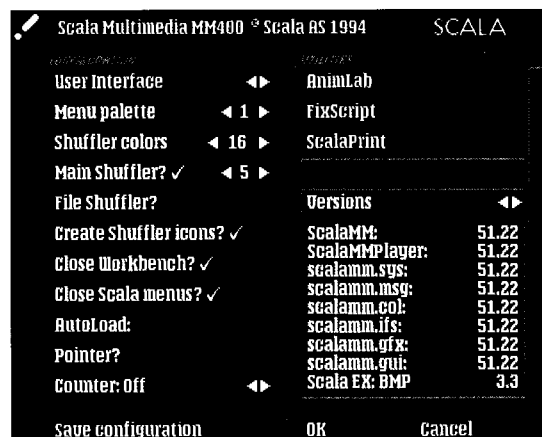 Scala Multimedia MM400 © Scala AS 1994
SCALA
CONFIGURATION
UTILITIES
User Interface
Menu palette 1
Shuffler colors 16
Main Shuffler? ✓ 5
File Shuffler?
Create Shuffler icons? ✓
Close Workbench? ✓
Close Scala menus? ✓
AutoLoad:
Pointer?
Counter: Off
Save configuration
AnimLab
FixScript
ScalaPrint
Versions
ScalaMM: 51.22
ScalaMMPlayer: 51.22
scalamm.sys: 51.22
scalamm.msg: 51.22
scalamm.col: 51.22
scalamm.ifs: 51.22
scalamm.gfx: 51.22
scalamm.gui: 51.22
Scala EX: BMP 3.3
OK
Cancel